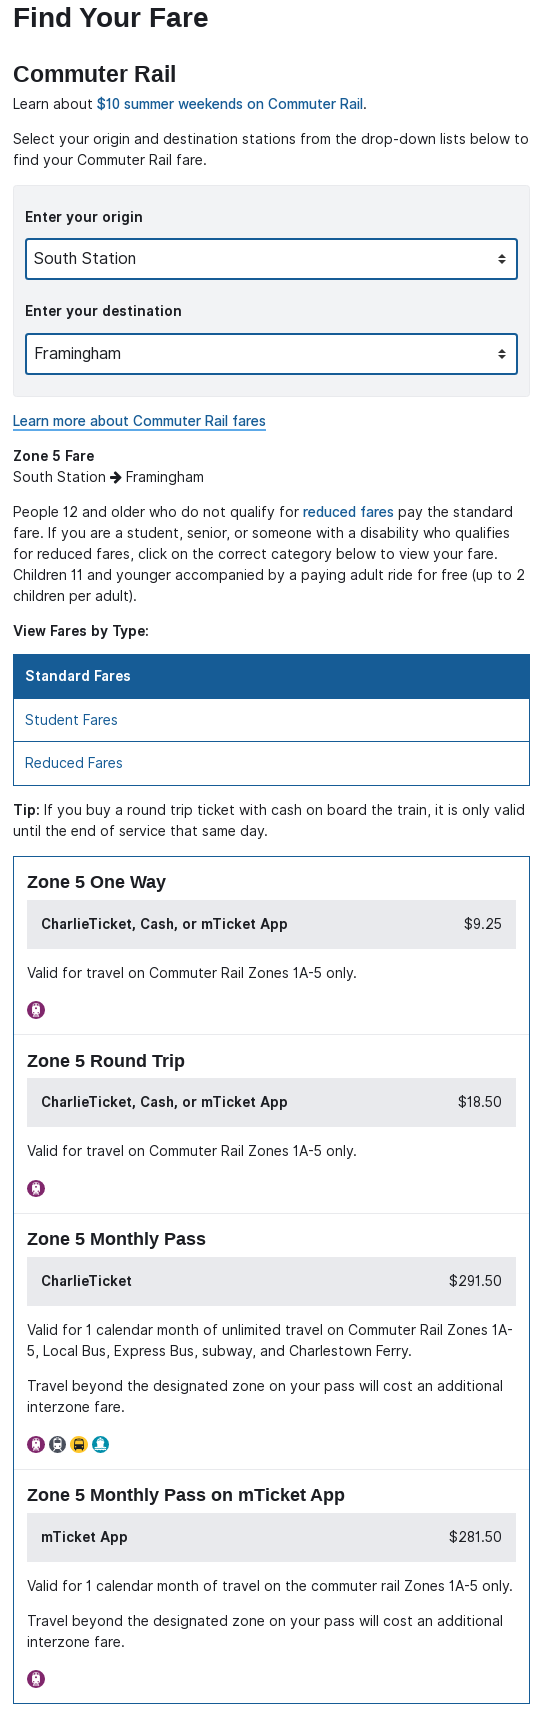 Find Your Fare
Commuter Rail
Learn about $10 summer weekends on Commuter Rail.
Select your origin and destination stations from the drop-down lists below to
find your Commuter Rail fare.
Enter your origin
South Station
Enter your destination
Framingham
Learn more about Commuter Rail fares
Zone 5 Fare
South Station → Framingham
People 12 and older who do not qualify for reduced fares pay the standard
fare. If you are a student, senior, or someone with a disability who qualifies
for reduced fares, click on the correct category below to view your fare.
Children 11 and younger accompanied by a paying adult ride for free (up to 2
children per adult).
View Fares by Type:
Standard Fares
Student Fares
Reduced Fares
Tip: If you buy a round trip ticket with cash on board the train, it is only valid
until the end of service that same day.
Zone 5 One Way
CharlieTicket, Cash, or mTicket App $9.25
Valid for travel on Commuter Rail Zones 1A-5 only.
Zone 5 Round Trip
CharlieTicket, Cash, or mTicket App $18.50
Valid for travel on Commuter Rail Zones 1A-5 only.
Zone 5 Monthly Pass
CharlieTicket $291.50
Valid for 1 calendar month of unlimited travel on Commuter Rail Zones 1A-
5, Local Bus, Express Bus, subway, and Charlestown Ferry.
Travel beyond the designated zone on your pass will cost an additional
interzone fare.
Zone 5 Monthly Pass on mTicket App
mTicket App $281.50
Valid for 1 calendar month of travel on the commuter rail Zones 1A-5 only.
Travel beyond the designated zone on your pass will cost an additional
interzone fare.